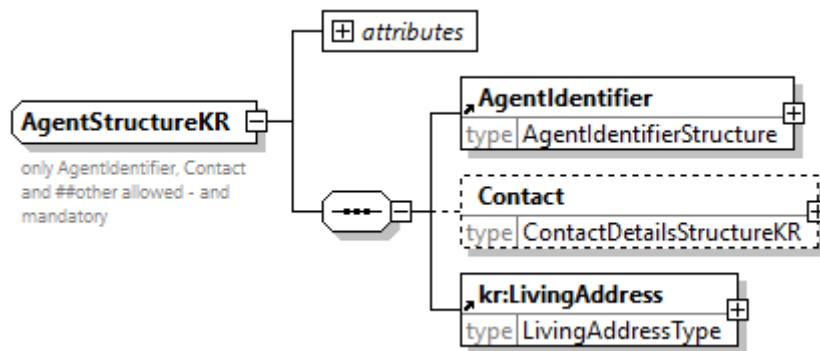 attributes
AgentStructureKR
only AgentIdentifier, Contact
and ##other allowed - and
mandatory
AgentIdentifier
type AgentIdentifierStructure
Contact
type ContactDetailsStructureKR
kr:LivingAddress
type LivingAddressType